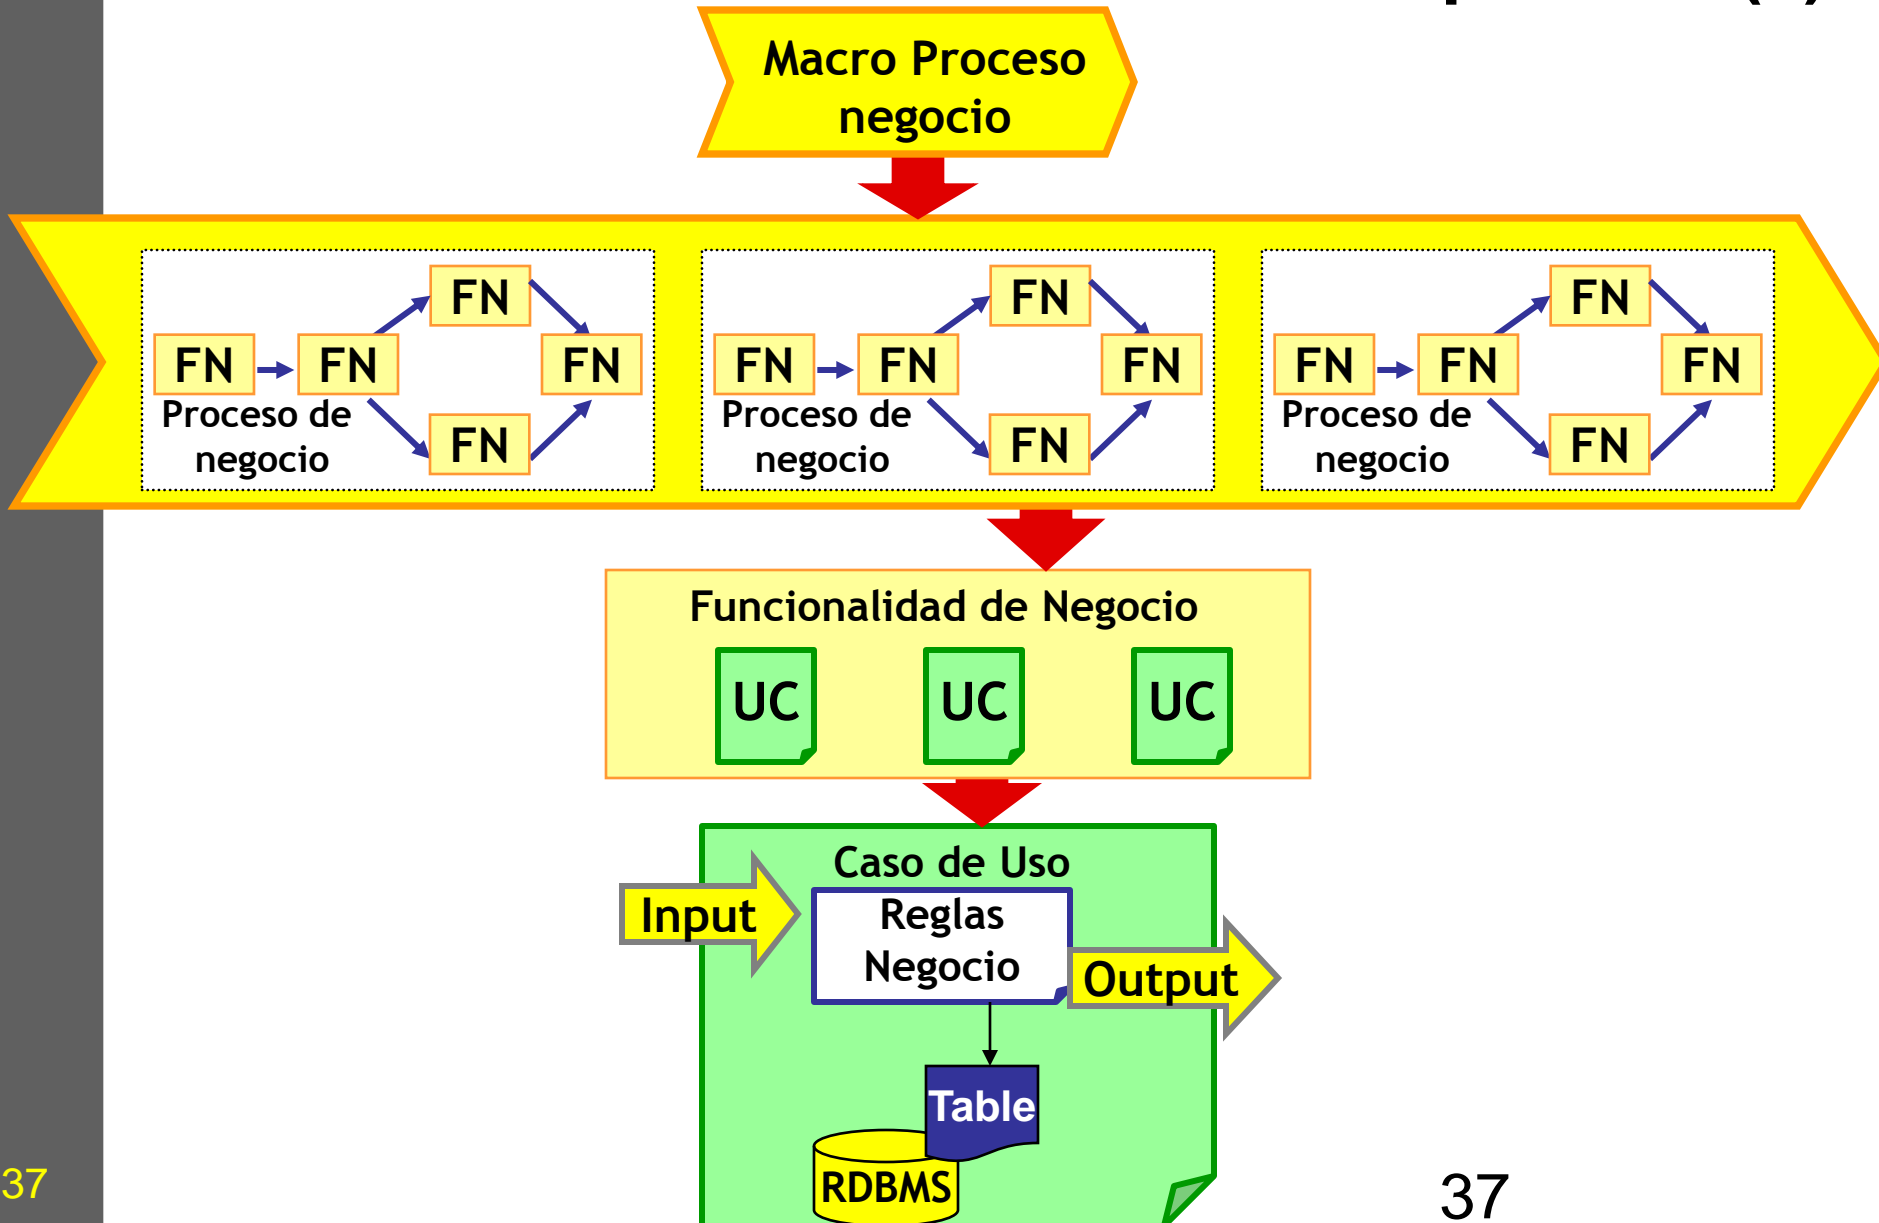 Macro Proceso
negocio
FN
FN
FN
FN
FN
Proceso de
negocio
FN
FN
FN
FN
FN
Proceso de
negocio
FN
FN
FN
FN
FN
Proceso de
negocio
Funcionalidad de Negocio
UC
UC
UC
Caso de Uso
Input
Reglas
Negocio
Output
Table
RDBMS
37
37